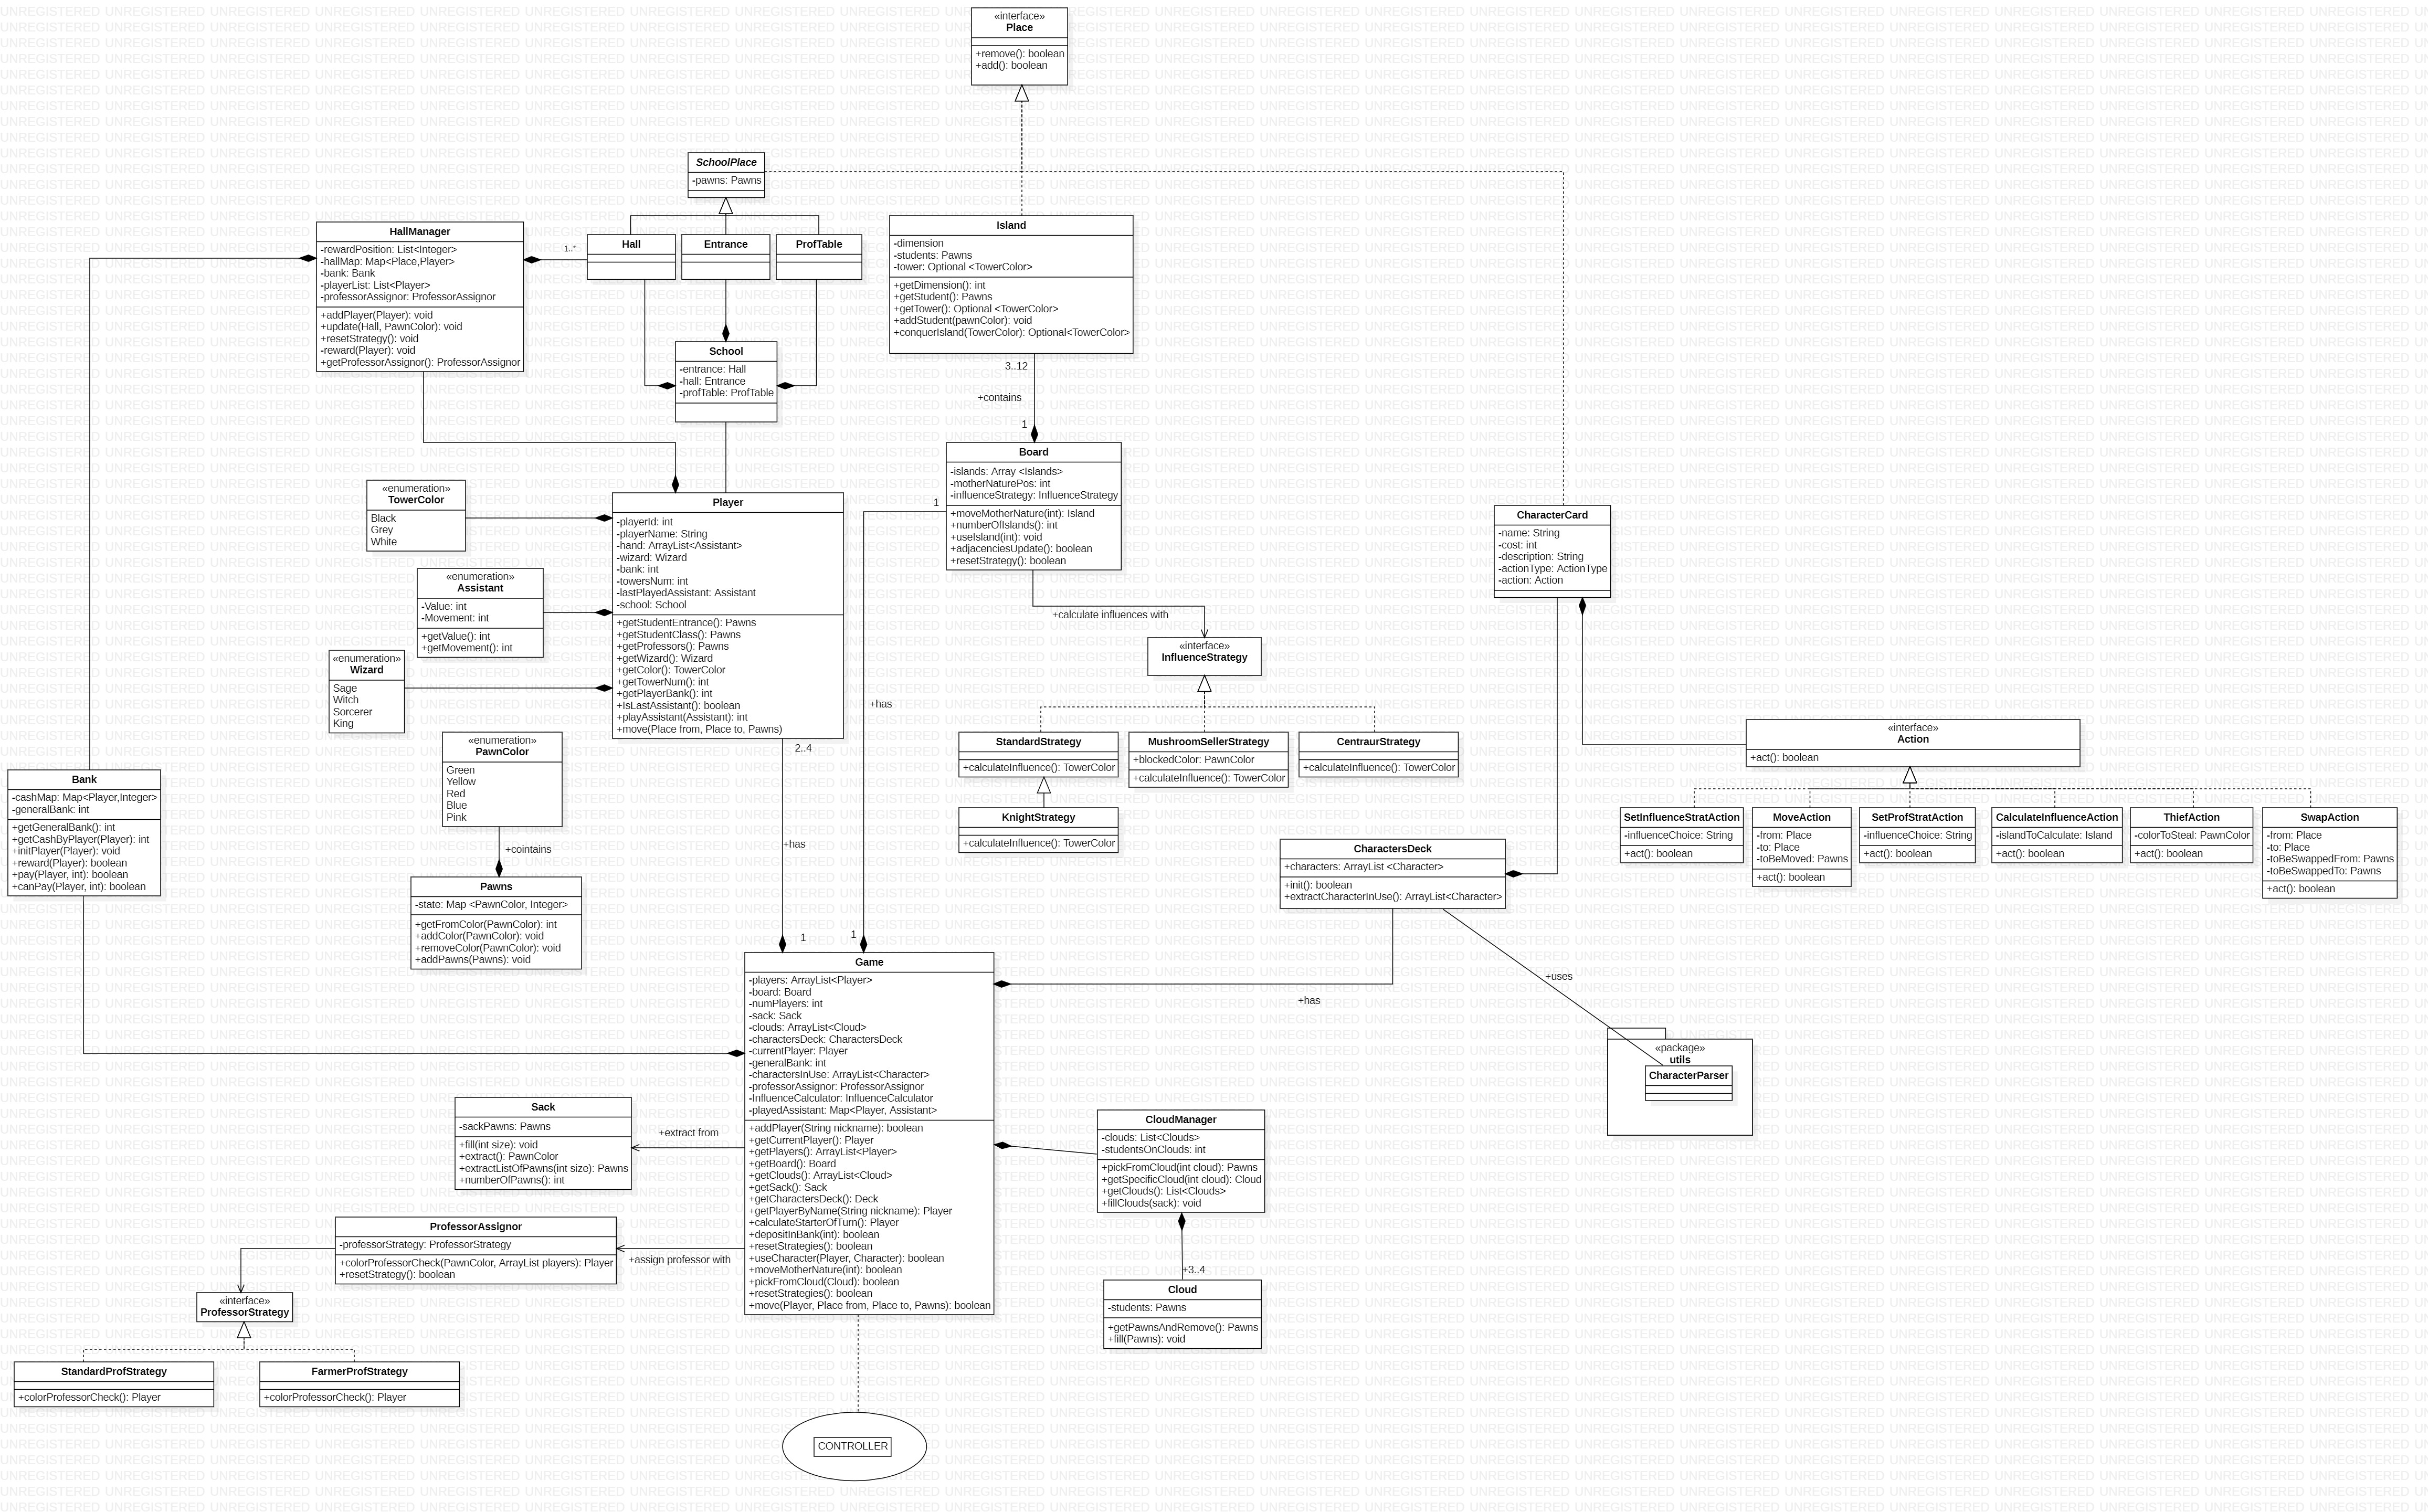 «interface»
Place
+remove(): boolean
+add(): boolean
SchoolPlace
-pawns: Pawns
HallManager
-rewardPosition: List<Integer>
-hallMap: Map<Place,Player>
-bank: Bank
-playerList: List<Player>
-professorAssignor: ProfessorAssignor
+addPlayer(Player): void
+update(Hall, PawnColor): void
+resetStrategy(): void
-reward(Player): void
+getProfessorAssignor(): ProfessorAssignor
1..*
Hall
Entrance
ProfTable
Island
-dimension
-students: Pawns
-tower: Optional <TowerColor>
+getDimension(): int
+getStudent(): Pawns
+getTower(): Optional <TowerColor>
+addStudent(pawnColor): void
+conquerIsland(TowerColor): Optional<TowerColor>
School
-entrance: Hall
-hall: Entrance
-profTable: ProfTable
3..12
+contains
1
Board
-islands: Array <Islands>
-motherNaturePos: int
-influenceStrategy: InfluenceStrategy
+moveMotherNature(int): Island
+numberOfIslands(): int
+useIsland(int): void
+adjacenciesUpdate(): boolean
+resetStrategy(): boolean
1
«enumeration»
TowerColor
Black
Grey
White
Player
-playerId: int
-playerName: String
-hand: ArrayList<Assistant>
-wizard: Wizard
-bank: int
-towersNum: int
-lastPlayedAssistant: Assistant
-school: School
+getStudentEntrance(): Pawns
+getStudentClass(): Pawns
+getProfessors(): Pawns
+getWizard(): Wizard
+getColor(): TowerColor
+getTowerNum(): int
+getPlayerBank(): int
+IsLastAssistant(): boolean
+playAssistant(Assistant): int
+move(Place from, Place to, Pawns)
CharacterCard
-name: String
-cost: int
-description: String
-actionType: ActionType
-action: Action
«enumeration»
Assistant
-Value: int
-Movement: int
+getValue(): int
+getMovement(): int
+calculate influences with
«interface»
InfluenceStrategy
«enumeration»
Wizard
Sage
Witch
Sorcerer
King
+has
«enumeration»
PawnColor
Green
Yellow
Red
Blue
Pink
2..4
StandardStrategy
+calculateInfluence(): TowerColor
MushroomSellerStrategy
+blockedColor: PawnColor
+calculateInfluence(): TowerColor
CentraurStrategy
+calculateInfluence(): TowerColor
KnightStrategy
+calculateInfluence(): TowerColor
«interface»
Action
+act(): boolean
Bank
-cashMap: Map<Player,Integer>
-generalBank: int
+getGeneralBank(): int
+getCashByPlayer(Player): int
+initPlayer(Player): void
+reward(Player): boolean
+pay(Player, int): boolean
+canPay(Player, int): boolean
SetInfluenceStratAction
-influenceChoice: String
+act(): boolean
MoveAction
-from: Place
-to: Place
-toBeMoved: Pawns
+act(): boolean
SetProfStratAction
-influenceChoice: String
+act(): boolean
CalculateInfluenceAction
-islandToCalculate: Island
+act(): boolean
ThiefAction
-colorToSteal: PawnColor
+act(): boolean
SwapAction
-from: Place
-to: Place
-toBeSwappedFrom: Pawns
-toBeSwappedTo: Pawns
+act(): boolean
+cointains
+has
Pawns
-state: Map <PawnColor, Integer>
+getFromColor(PawnColor): int
+addColor(PawnColor): void
+removeColor(PawnColor): void
+addPawns(Pawns): void
CharactersDeck
+characters: ArrayList <Character>
+init(): boolean
+extractCharacterInUse(): ArrayList<Character>
1
1
Game
-players: ArrayList<Player>
-board: Board
-numPlayers: int
-sack: Sack
-clouds: ArrayList<Cloud>
-charactersDeck: CharactersDeck
-currentPlayer: Player
-generalBank: int
-charactersInUse: ArrayList<Character>
-professorAssignor: ProfessorAssignor
-InfluenceCalculator: InfluenceCalculator
-playedAssistant: Map<Player, Assistant>
+addPlayer(String nickname): boolean
+getCurrentPlayer(): Player
+getPlayers(): ArrayList<Player>
+getBoard(): Board
+getClouds(): ArrayList<Cloud>
+getSack(): Sack
+getCharactersDeck(): Deck
+getPlayerByName(String nickname): Player
+calculateStarterOfTurn(): Player
+depositInBank(int): boolean
+resetStrategies(): boolean
+useCharacter(Player, Character): boolean
+moveMotherNature(int): boolean
+pickFromCloud(Cloud): boolean
+resetStrategies(): boolean
+move(Player, Place from, Place to, Pawns): boolean
+has
+uses
«package»
utils
CharacterParser
Sack
-sackPawns: Pawns
+fill(int size): void
+extract(): PawnColor
+extractListOfPawns(int size): Pawns
+numberOfPawns(): int
+extract from
CloudManager
-clouds: List<Clouds>
-studentsOnClouds: int
+pickFromCloud(int cloud): Pawns
+getSpecificCloud(int cloud): Cloud
+getClouds(): List<Clouds>
+fillClouds(sack): void
ProfessorAssignor
-professorStrategy: ProfessorStrategy
+colorProfessorCheck(PawnColor, ArrayList players): Player
+resetStrategy(): boolean
+assign professor with
+3..4
Cloud
-students: Pawns
+getPawnsAndRemove(): Pawns
+fill(Pawns): void
«interface»
ProfessorStrategy
StandardProfStrategy
+colorProfessorCheck(): Player
FarmerProfStrategy
+colorProfessorCheck(): Player
CONTROLLER